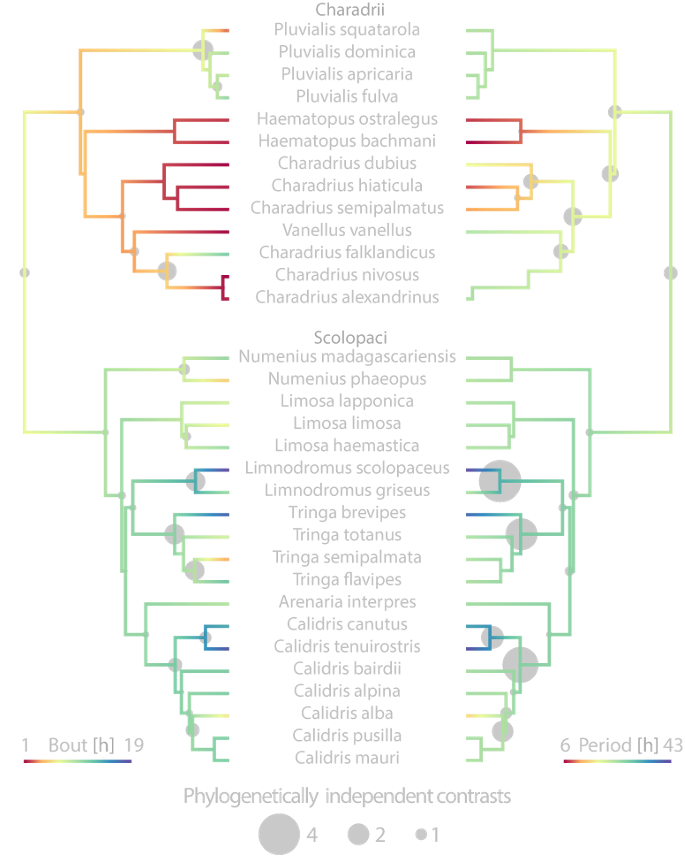 Charadrii
Pluvialis squatarola
Pluvialis dominica
Pluvialis apricaria
Pluvialis fulva
Haematopus ostralegus
Haematopus bachmani
Charadrius dubius
Charadrius hiaticula
Charadrius semipalmatus
Vanellus vanellus
Charadrius falklandicus
Charadrius nivosus
Charadrius alexandrinus
Scolopaci
Numenius madagascariensis
Numenius phaeopus
Limosa lapponica
Limosa limosa
Limosa haemastica
Limnodromus scolopaceus
Limnodromus griseus
Tringa brevipes
Tringa totanus
Tringa semipalmata
Tringa flavipes
Arenaria interpres
Calidris canutus
Calidris tenuirostris
Calidris bairdii
Calidris alpina
Calidris alba
Calidris pusilla
Calidris mauri
1 Bout [h] 19
6 Period [h] 43
Phylogenetically independent contrasts
4 2 1